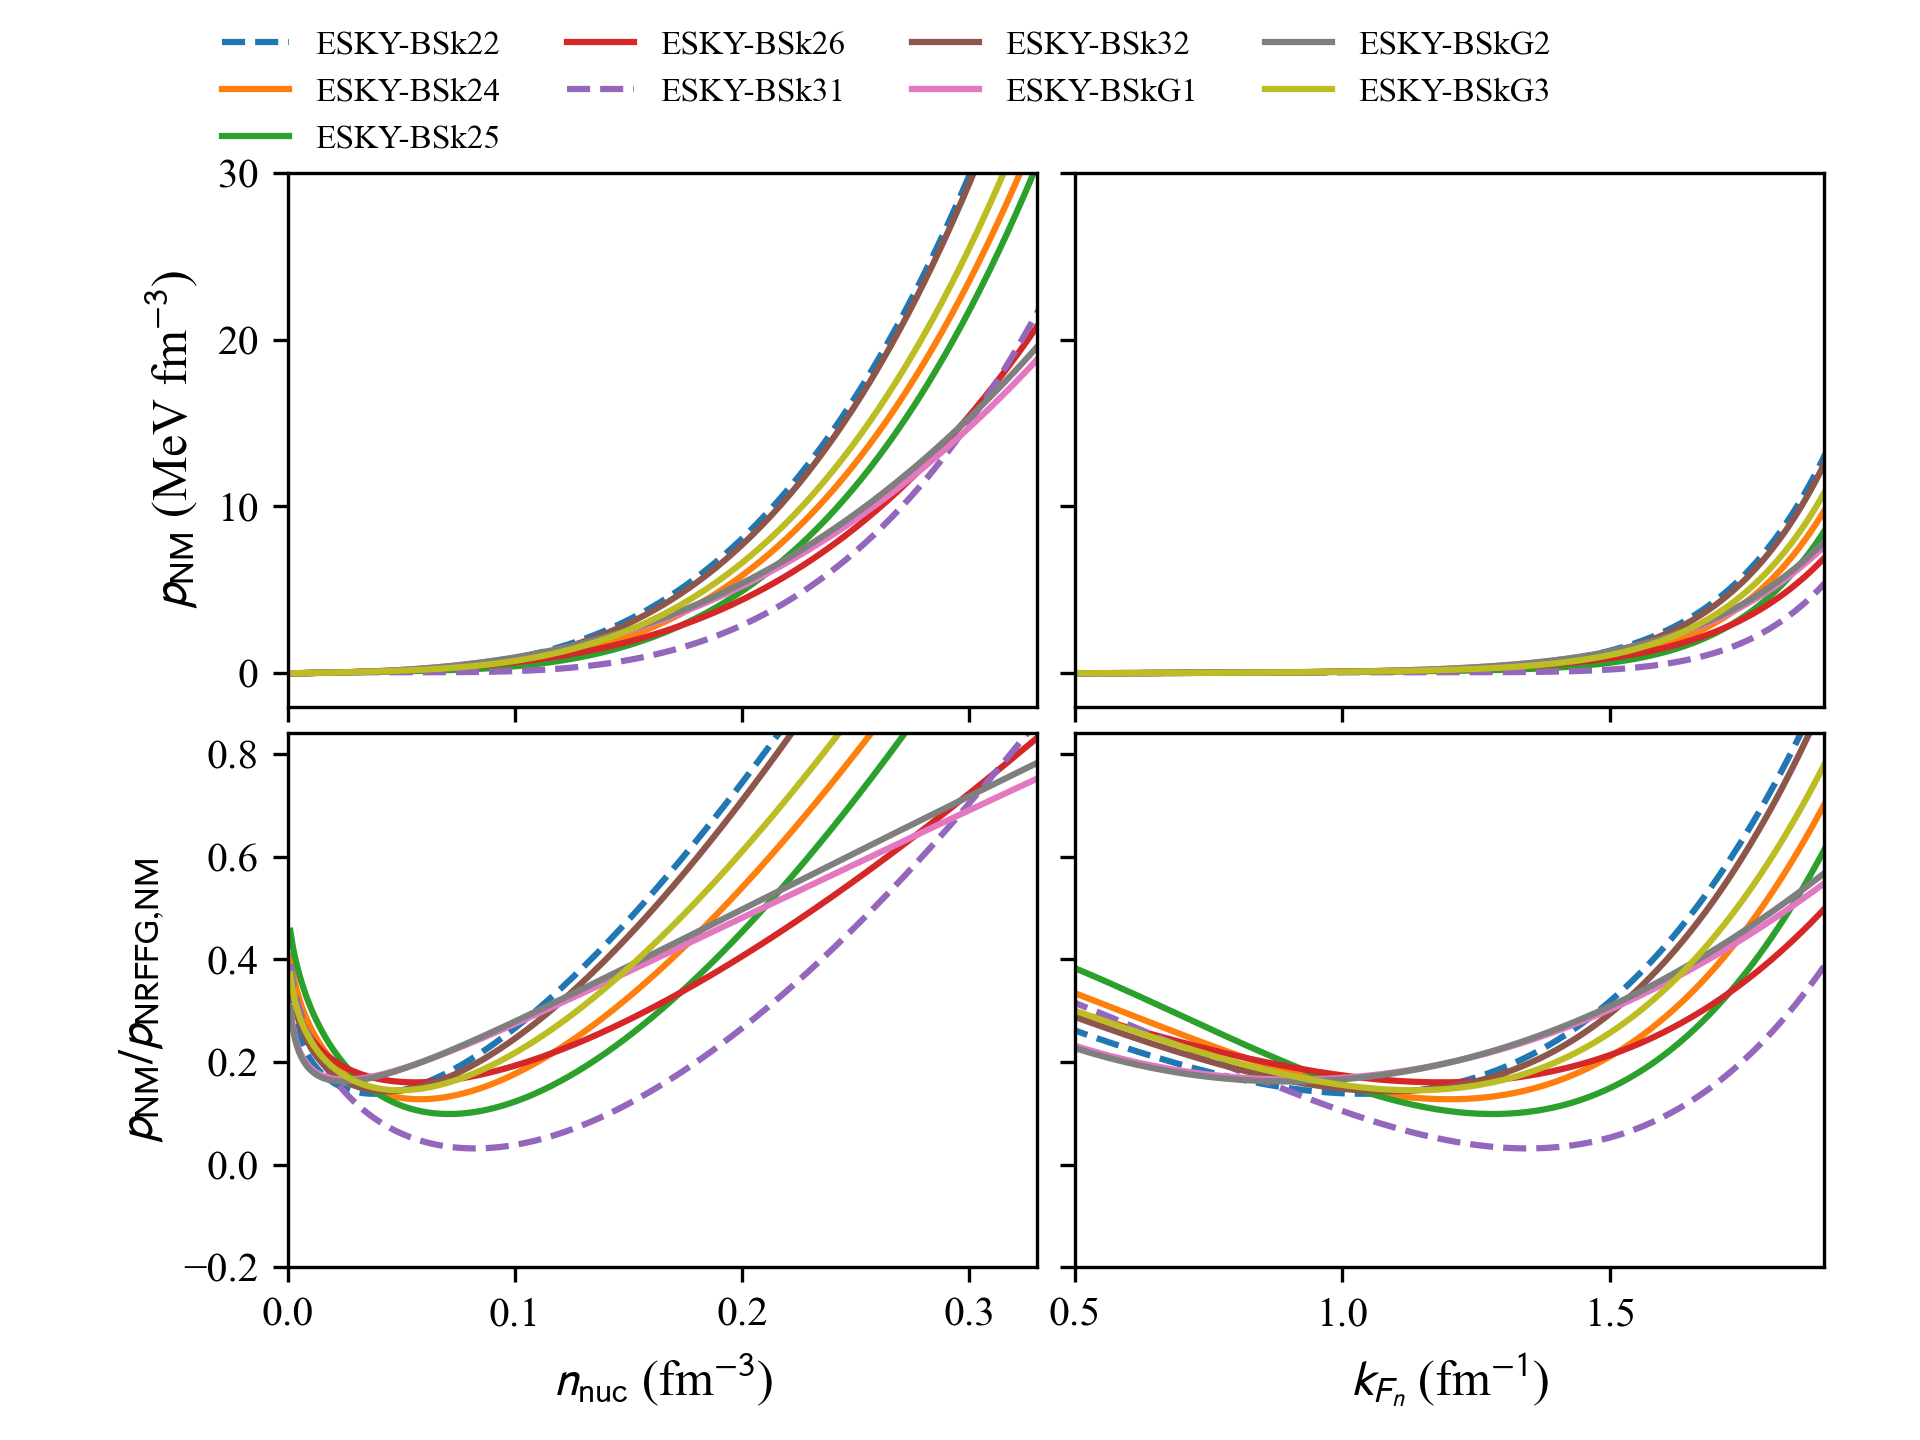 ESKY-BSk22 ESKY-BSk26 ESKY-BSk32 ESKY-BSkG2
ESKY-BSk24 ESKY-BSk31 ESKY-BSkG1 ESKY-BSkG3
ESKY-BSk25
30
20
10
0
p_NM (MeV fm⁻³)
0.8
0.6
0.4
0.2
0.0
−0.2
p_NM/p_NRFFG,NM
0.0 0.1 0.2 0.3 0.5 1.0 1.5
n_nuc (fm⁻³) k_{F_n} (fm⁻¹)